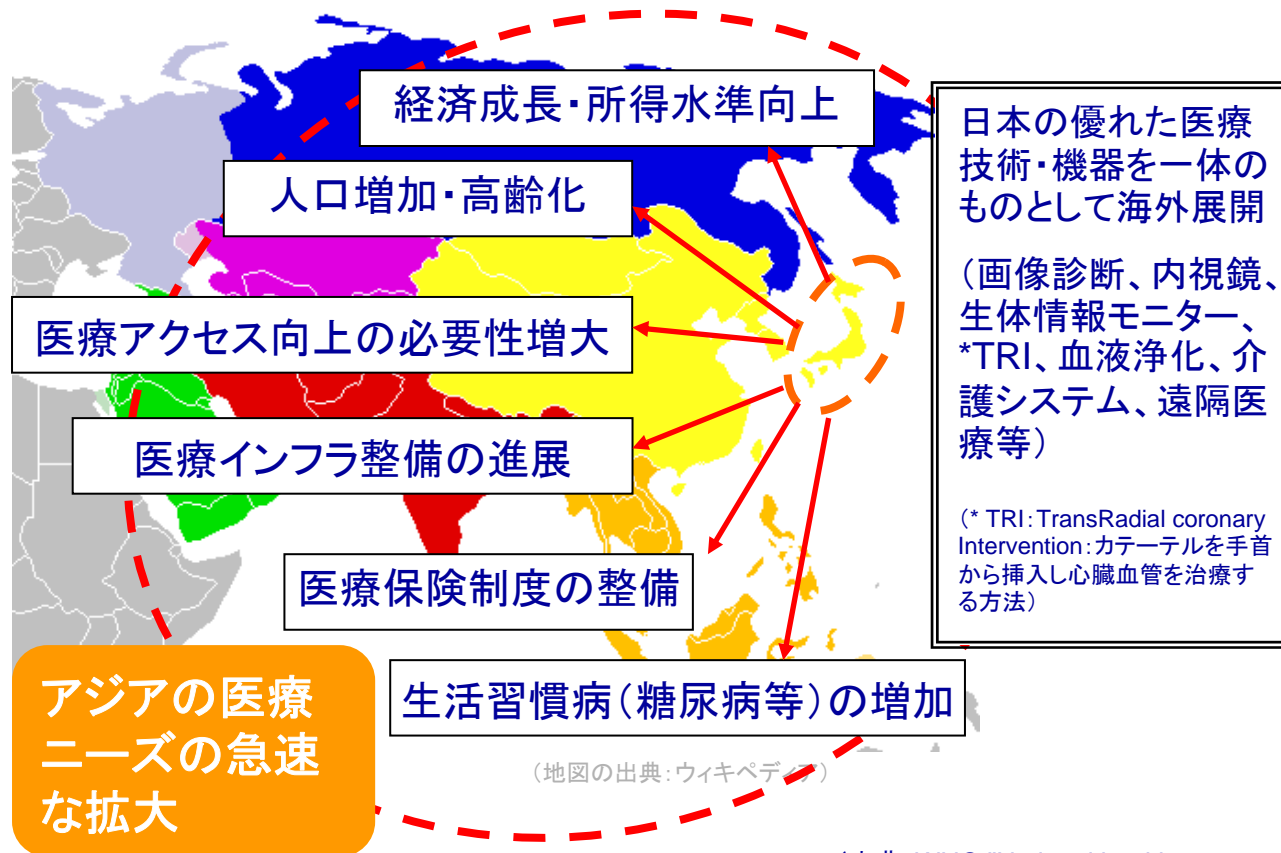 経済成長・所得水準向上
人口増加・高齢化
医療アクセス向上の必要性増大
医療インフラ整備の進展
医療保険制度の整備
生活習慣病(糖尿病等)の増加
アジアの医療
ニーズの急速
な拡大
(地図の出典:ウィキペディア)
日本の優れた医療
技術・機器を一体の
ものとして海外展開
(画像診断、内視鏡、
生体情報モニター、
*TRI、血液浄化、介
護システム、遠隔医
療等)
(* TRI:TransRadial coronary
Intervention:カテーテルを手首
から挿入し心臓血管を治療す
る方法)